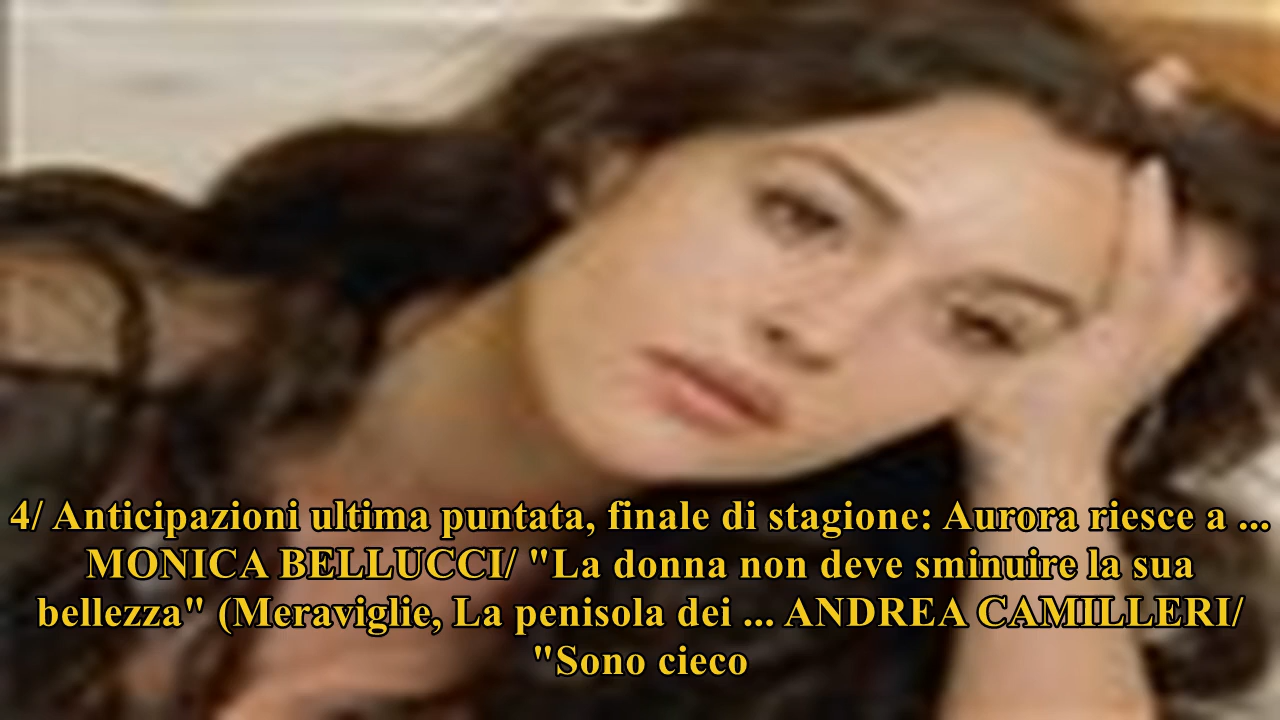 4/ Anticipazioni ultima puntata, finale di stagione: Aurora riesce a ...
MONICA BELLUCCI/ "La donna non deve sminuire la sua
bellezza" (Meraviglie, La penisola dei ... ANDREA CAMILLERI/
"Sono cieco